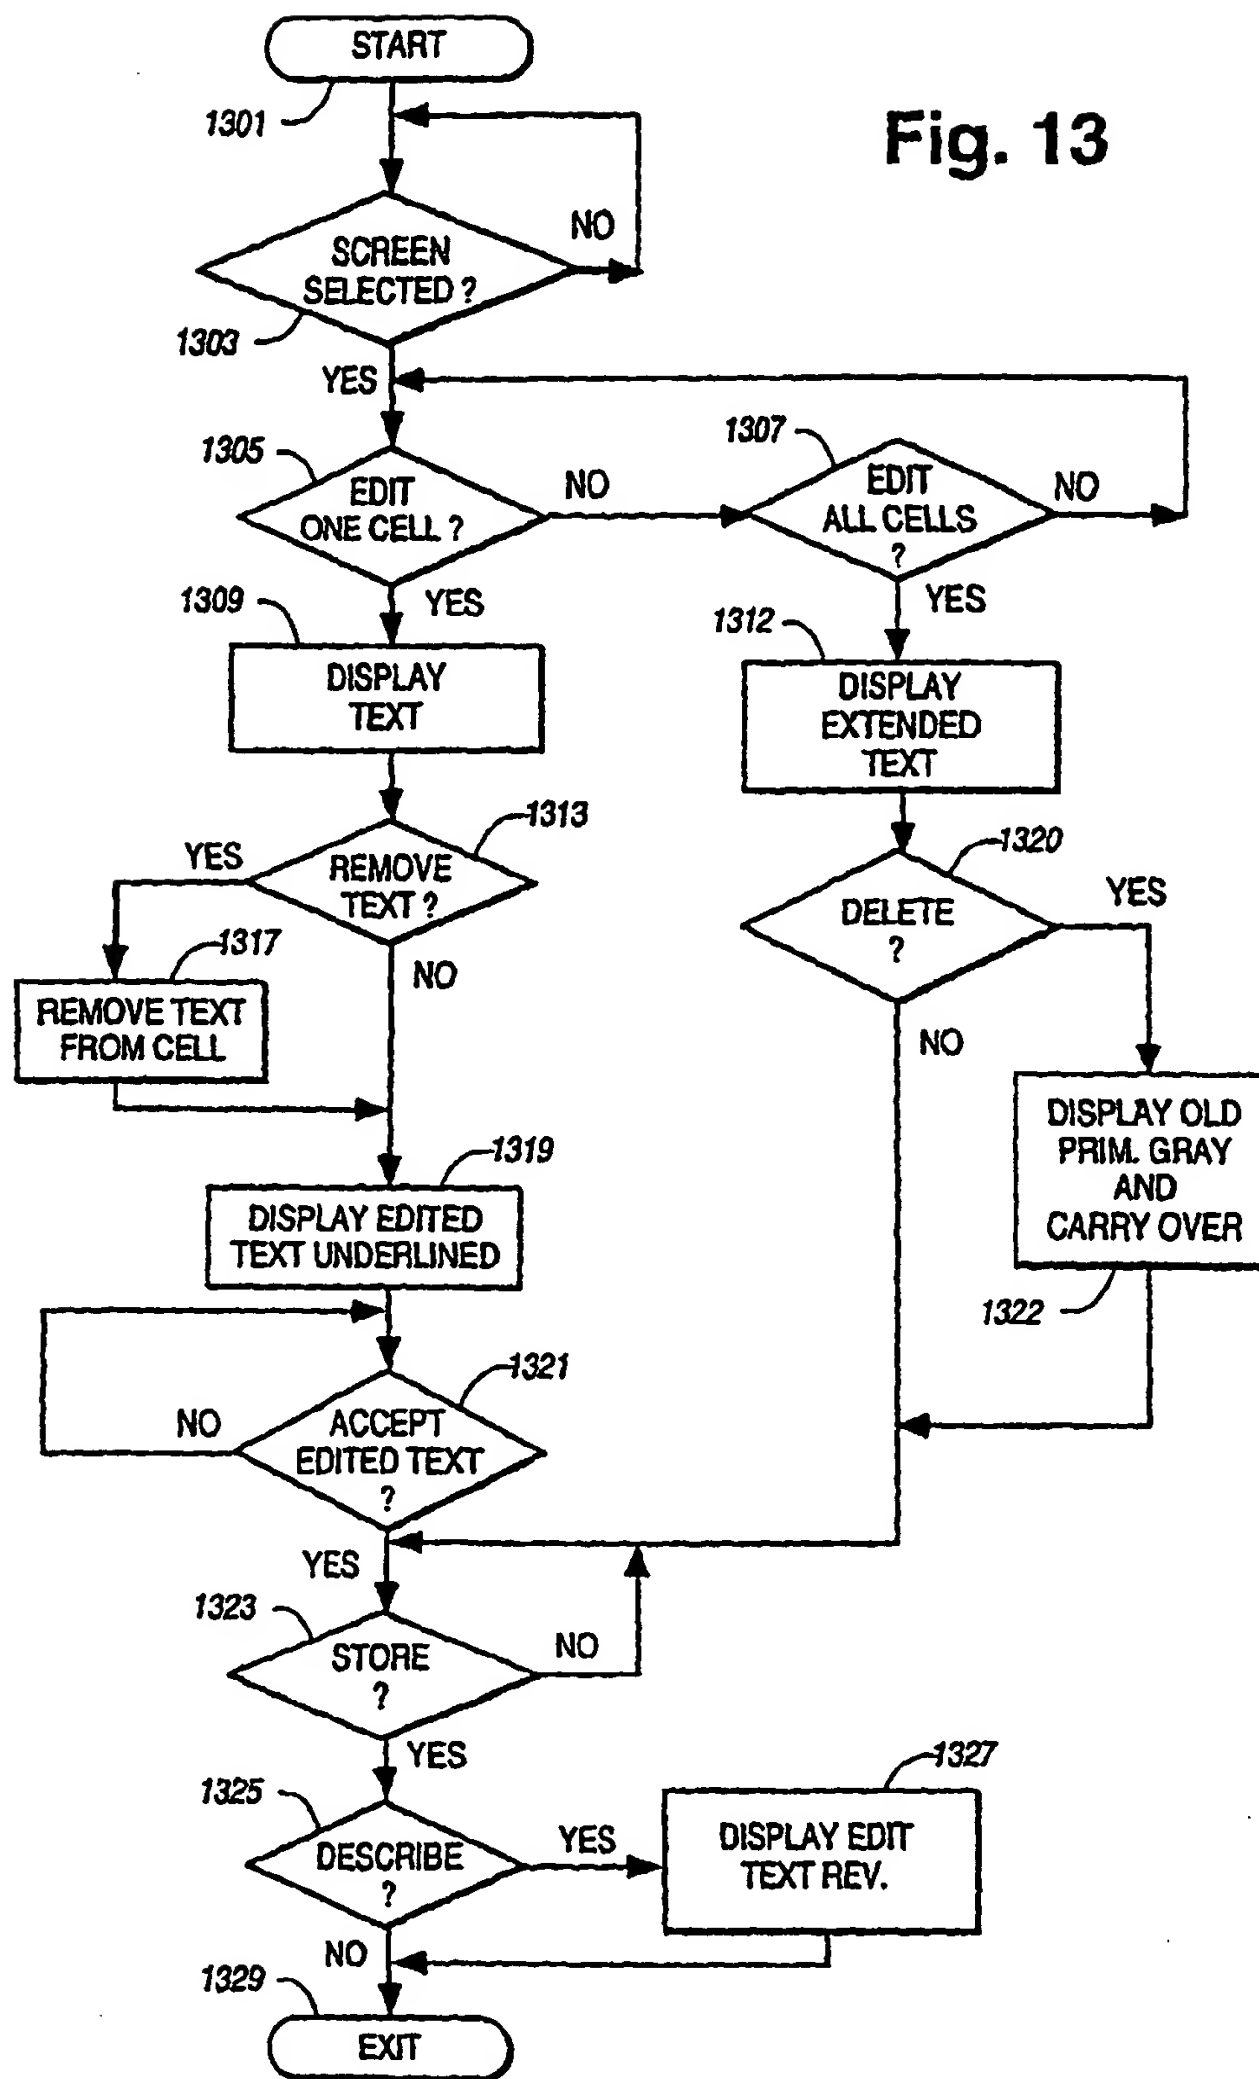 START
1301
Fig. 13
NO
SCREEN
SELECTED ?
1303
YES
1305
1307
EDIT
ONE CELL ?
NO
EDIT
ALL CELLS
?
NO
1309
YES
YES
1312
DISPLAY
TEXT
DISPLAY
EXTENDED
TEXT
1313
1320
YES
REMOVE
TEXT ?
DELETE
?
YES
1317
NO
REMOVE TEXT
FROM CELL
NO
DISPLAY OLD
PRIM. GRAY
AND
CARRY OVER
1319
DISPLAY EDITED
TEXT UNDERLINED
1322
1321
NO
ACCEPT
EDITED TEXT
?
YES
1323
STORE
?
NO
YES
1327
1325
DESCRIBE
?
YES
DISPLAY EDIT
TEXT REV.
NO
1329
EXIT